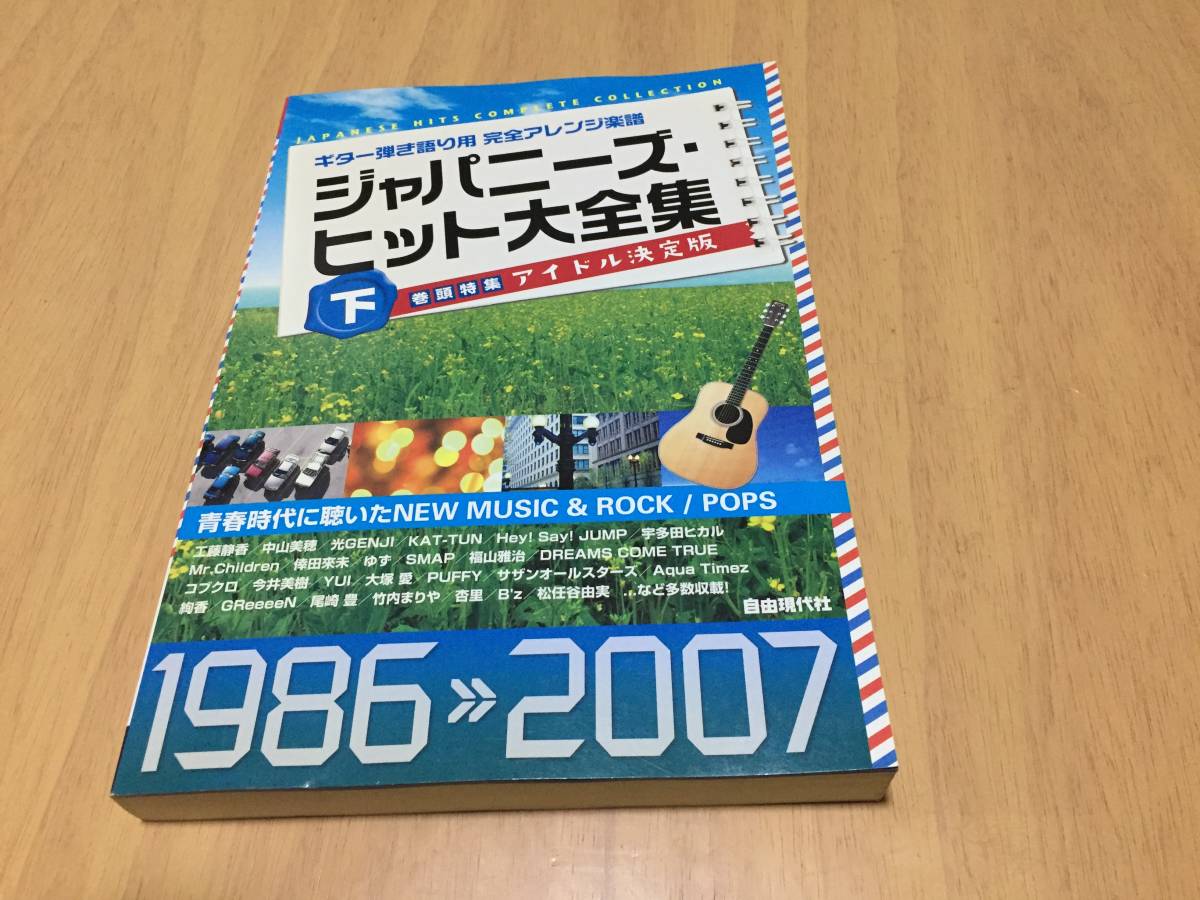 JAPANESE HITS COMPLETE COLLECTION
ギター弾き語り用 完全アレンジ楽譜
ジャパニーズ・
ヒット大全集
下 巻頭特集 アイドル決定版
青春時代に聴いたNEW MUSIC & ROCK / POPS
工藤静香/中山美穂/光GENJI/KAT-TUN/Hey! Say! JUMP/宇多田ヒカル
Mr.Children/倖田來未/ゆず/SMAP/福山雅治/DREAMS COME TRUE
コブクロ/今井美樹/YUI/大塚 愛/PUFFY/サザンオールスターズ/Aqua Timez
絢香/GReeeeN/尾崎 豊/竹内まりや/杏里/B'z/松任谷由実 …など多数収載!
自由現代社
1986 » 2007